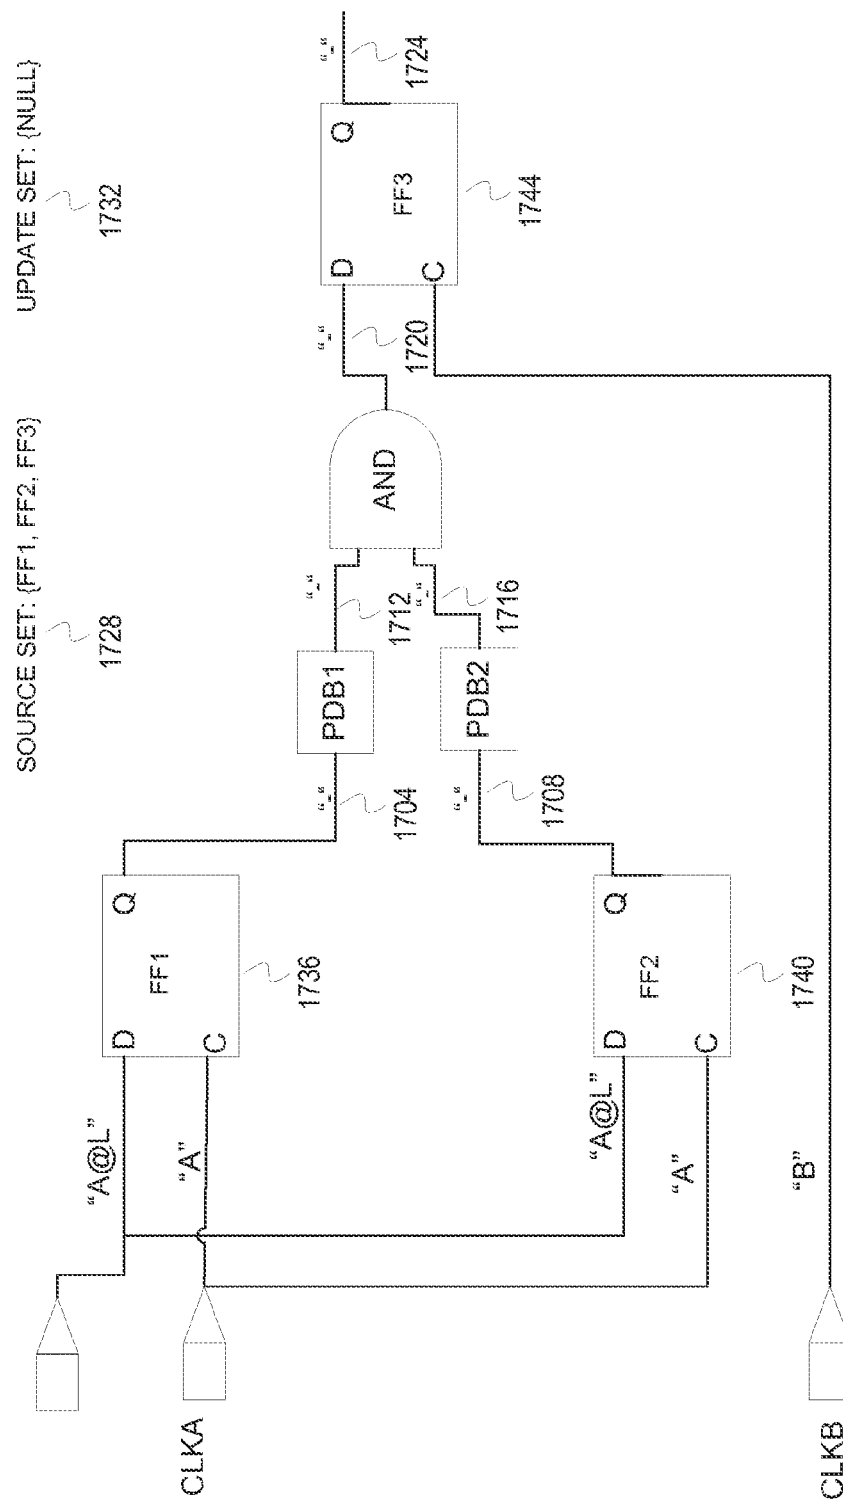 SOURCE SET: {FF1, FF2, FF3}
1728
UPDATE SET: {NULL}
1732
"A@L"
D
Q
FF1
"A"
C
1736
CLKA
"_"
1704
PDB1
"_"
1712
AND
"_"
1720
D
Q
FF3
C
1744
"_"
1724
"A@L"
D
Q
FF2
"A"
C
1740
"_"
1708
PDB2
"_"
1716
"B"
CLKB